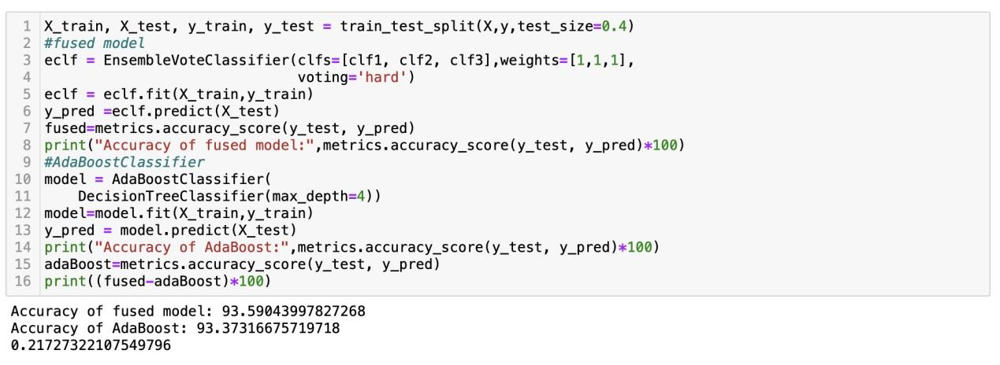 1 X_train, X_test, y_train, y_test = train_test_split(X,y,test_size=0.4)
2 #fused model
3 eclf = EnsembleVoteClassifier(clfs=[clf1, clf2, clf3],weights=[1,1,1],
4                               voting='hard')
5 eclf = eclf.fit(X_train,y_train)
6 y_pred =eclf.predict(X_test)
7 fused=metrics.accuracy_score(y_test, y_pred)
8 print("Accuracy of fused model:",metrics.accuracy_score(y_test, y_pred)*100)
9 #AdaBoostClassifier
10 model = AdaBoostClassifier(
11     DecisionTreeClassifier(max_depth=4))
12 model=model.fit(X_train,y_train)
13 y_pred = model.predict(X_test)
14 print("Accuracy of AdaBoost:",metrics.accuracy_score(y_test, y_pred)*100)
15 adaBoost=metrics.accuracy_score(y_test, y_pred)
16 print((fused-adaBoost)*100)
Accuracy of fused model: 93.59043997827268
Accuracy of AdaBoost: 93.37316675719718
0.21727322107549796